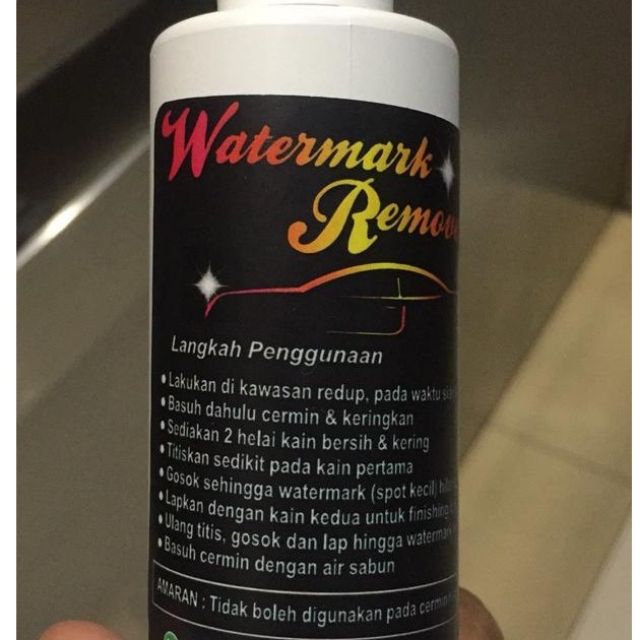 Watermark
Langkah Penggunaan
• Lakukan di kawasan redup, pada waktu
• Basuh dahulu cermin & keringkan
• Sediakan 2 helai kain bersih & kering
• Titiskan sedikit pada kain pertama
• Gosok sehingga watermark (spot kecil)
• Lapkan dengan kain kedua untuk finishing
• Ulang titis, gosok dan lap hingga watermark
• Basuh cermin dengan air sabun
AMARAN : Tidak boleh digunakan pada cermin